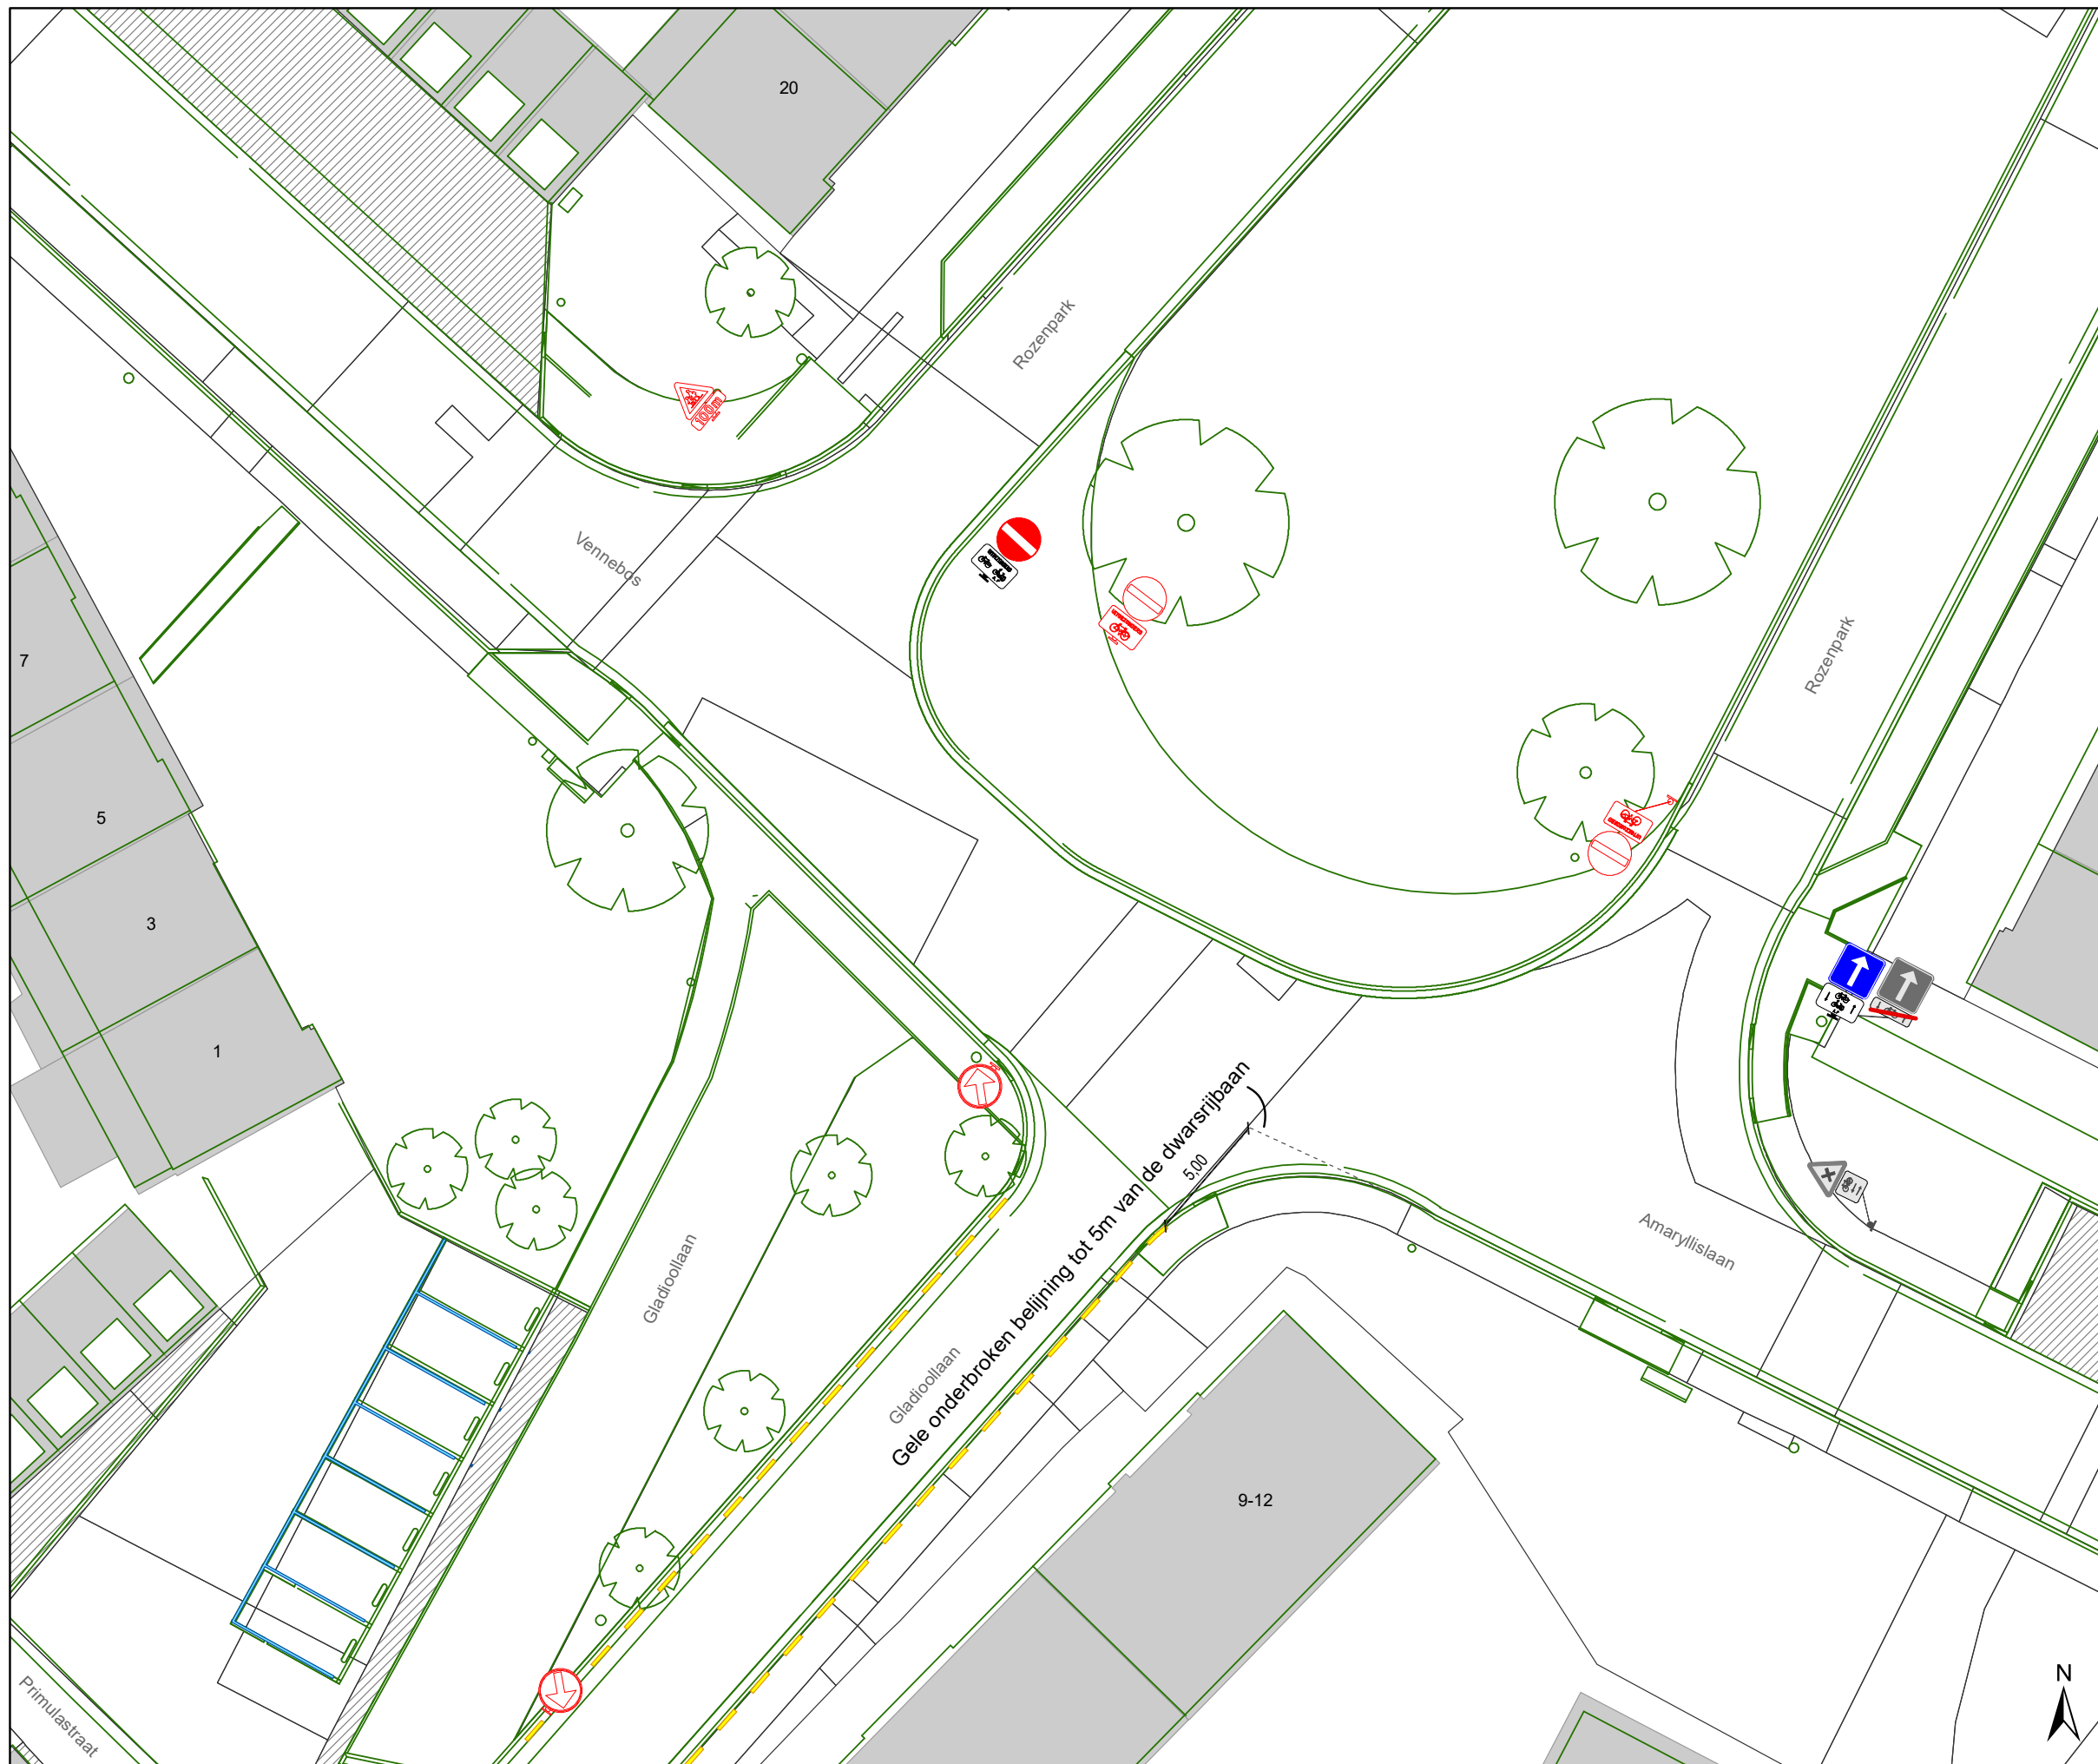 20
Rozenpark
100m
Vennebos
7
Rozenpark
5
3
1
5,00
Gele onderbroken belijning tot 5m van de dwarsrijbaan
Amaryllislaan
Gladioollaan
Gladioollaan
9-12
Primulastraat
N